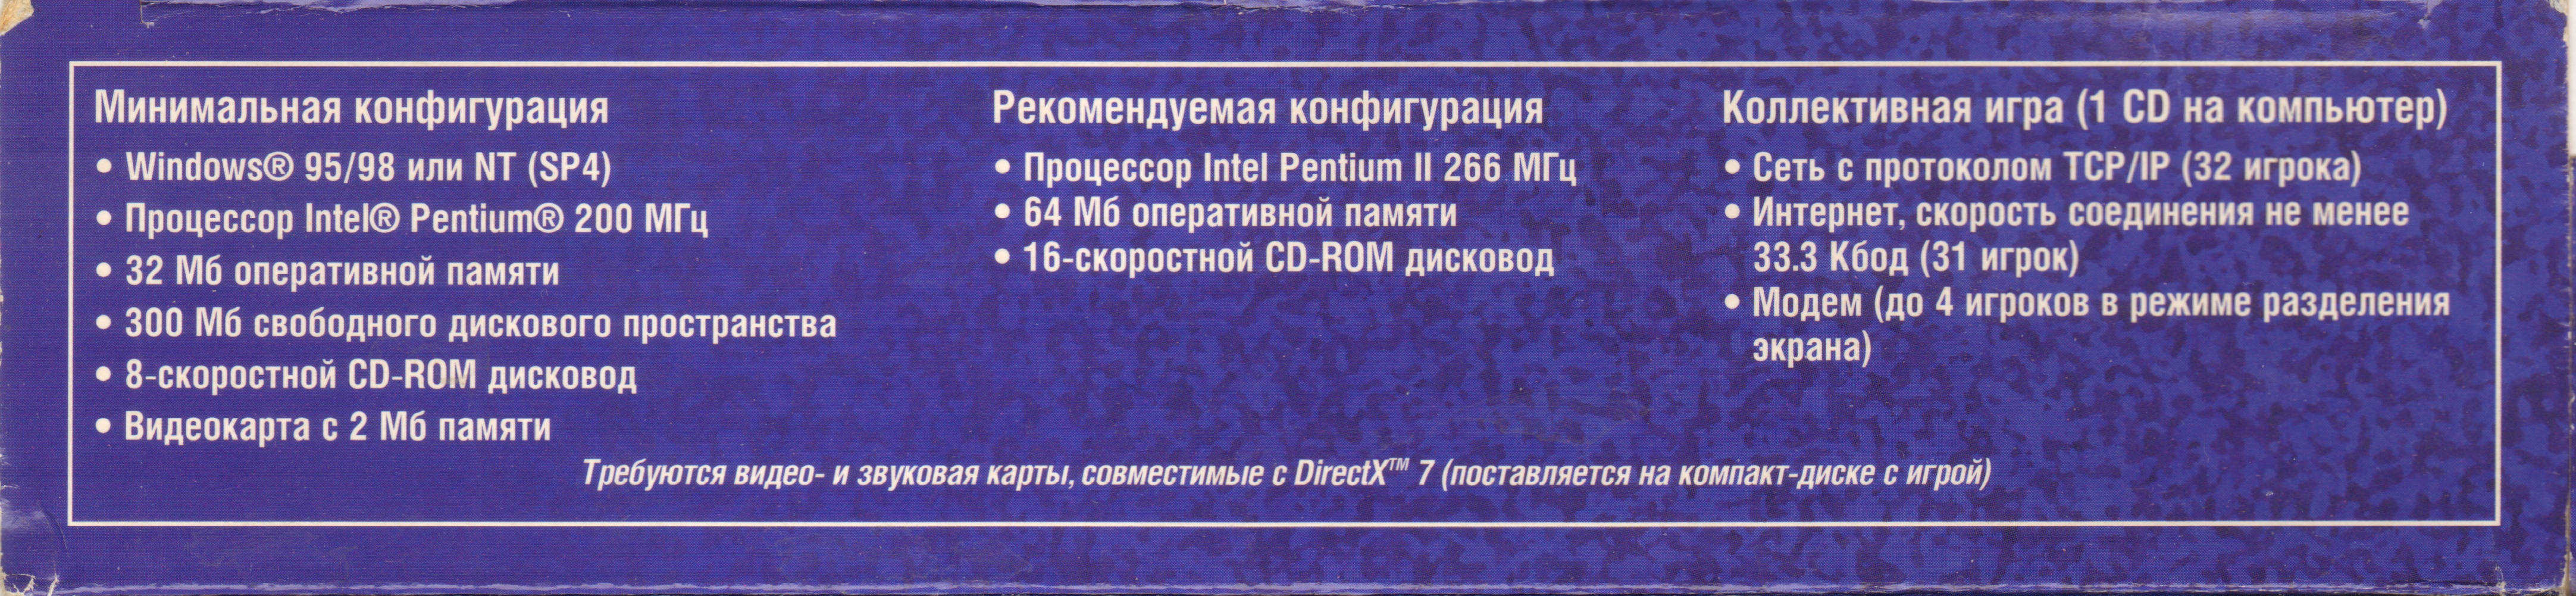 Минимальная конфигурация
• Windows® 95/98 или NT (SP4)
• Процессор Intel® Pentium® 200 МГц
• 32 Мб оперативной памяти
• 300 Мб свободного дискового пространства
• 8-скоростной CD-ROM дисковод
• Видеокарта с 2 Мб памяти
Рекомендуемая конфигурация
• Процессор Intel Pentium II 266 МГц
• 64 Мб оперативной памяти
• 16-скоростной CD-ROM дисковод
Коллективная игра (1 CD на компьютер)
• Сеть с протоколом TCP/IP (32 игрока)
• Интернет, скорость соединения не менее
33.3 Кбод (31 игрок)
• Модем (до 4 игроков в режиме разделения
экрана)
Требуются видео- и звуковая карты, совместимые с DirectX™ 7 (поставляется на компакт-диске с игрой)